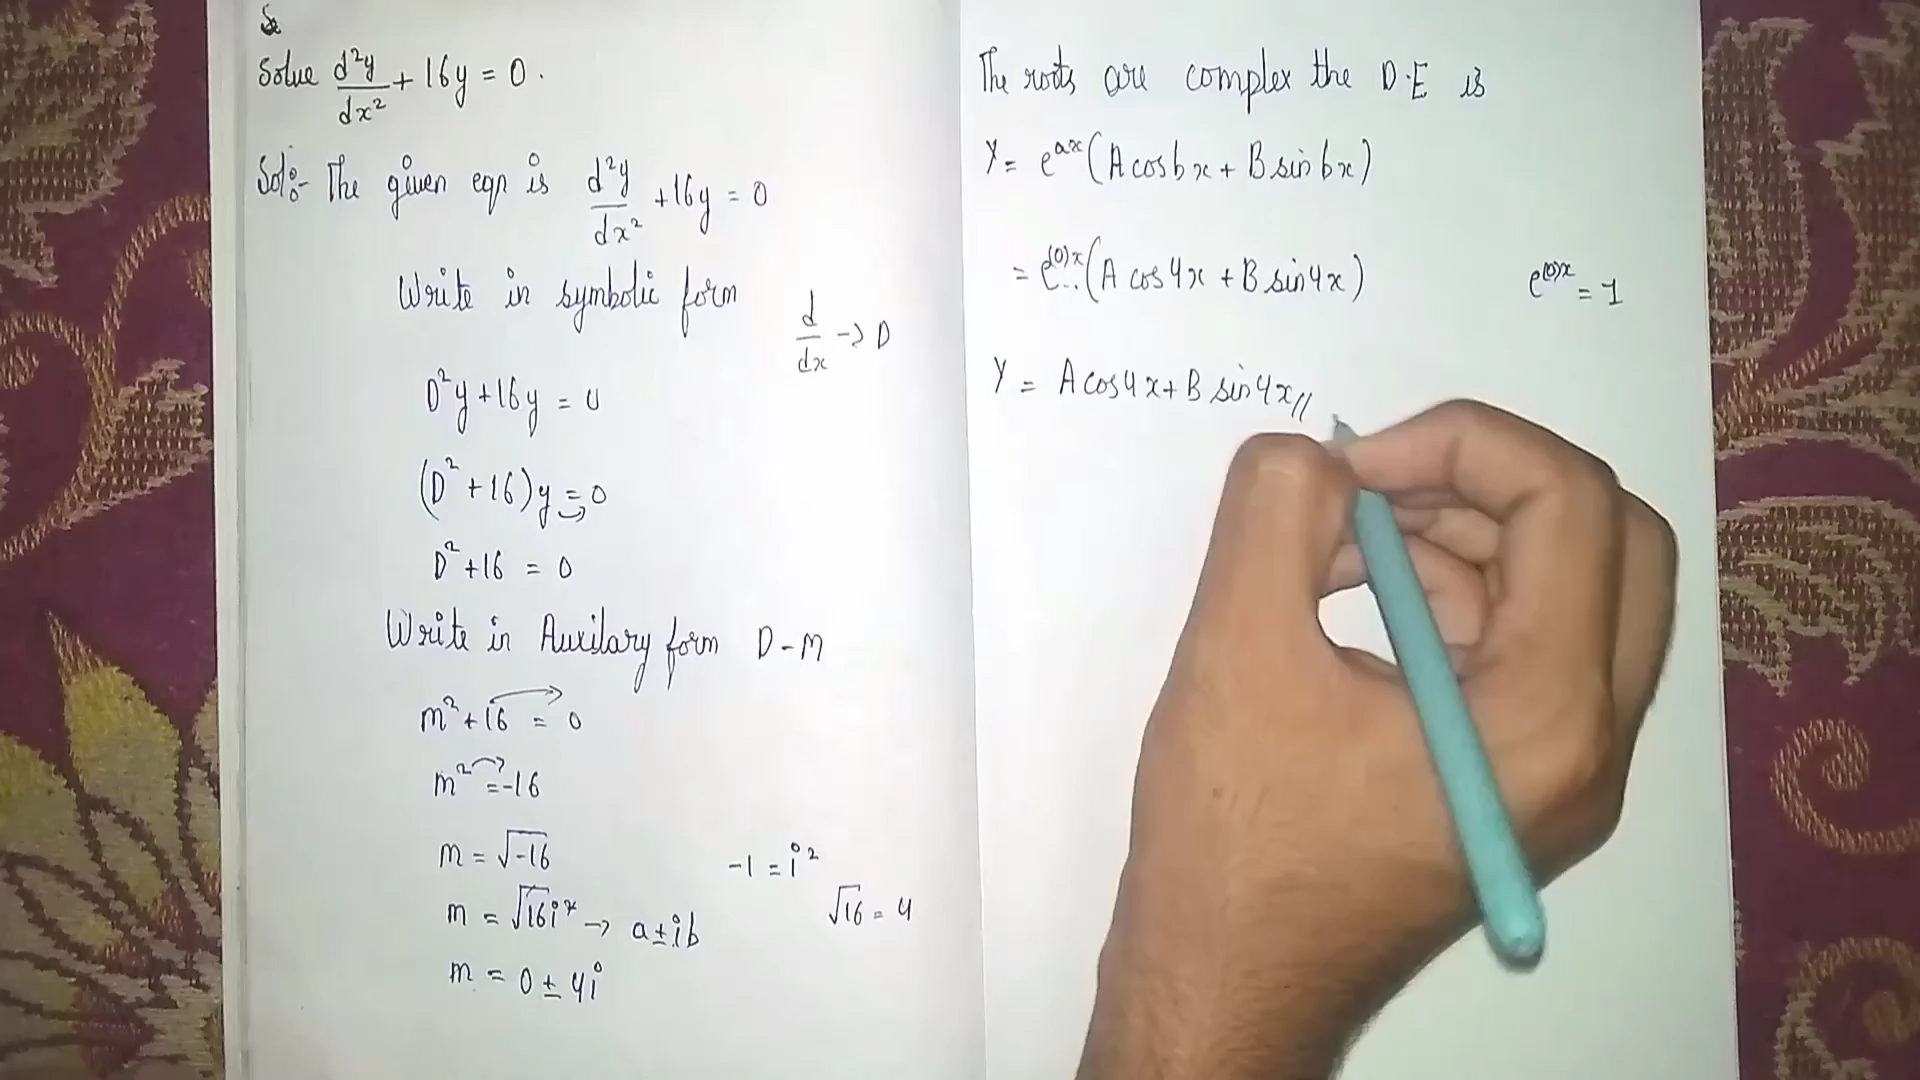 Solve d²y/dx² + 16y = 0.
Sol:- The given eqn is d²y/dx² + 16y = 0
Write in symbolic form
d/dx -> D
D²y + 16y = 0
(D² + 16)y = 0
D² + 16 = 0
Write in Auxilary form D - M
m² + 16 = 0
m² = -16
m = √-16
-1 = i²
m = √16i² -> a ± ib
√16 = 4
m = 0 ± 4i
The roots are complex the D.E is
Y = e^ax (A cos bx + B sin bx)
= e^(0)x (A cos 4x + B sin 4x)
e^(0)x = 1
Y = A cos 4x + B sin 4x //